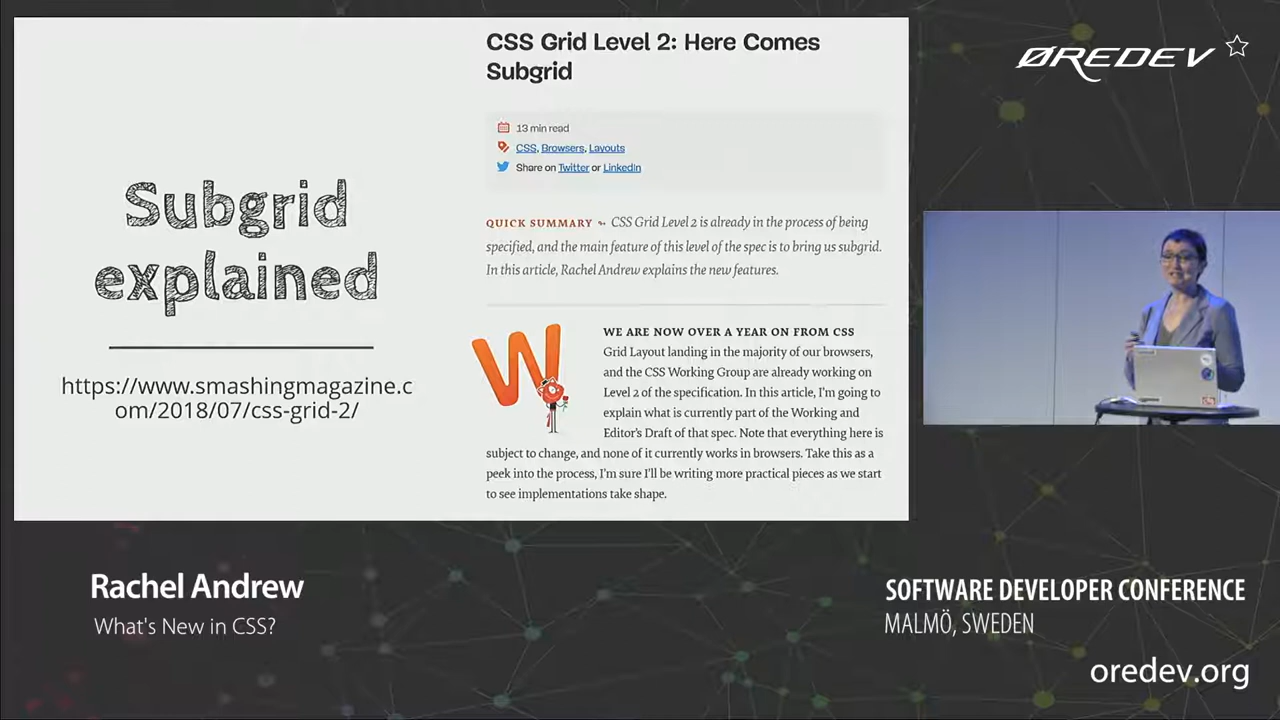 CSS Grid Level 2: Here Comes
Subgrid
13 min read
CSS, Browsers, Layouts
Share on Twitter or LinkedIn
Subgrid
explained
https://www.smashingmagazine.c
om/2018/07/css-grid-2/
QUICK SUMMARY ↬ CSS Grid Level 2 is already in the process of being
specified, and the main feature of this level of the spec is to bring us subgrid.
In this article, Rachel Andrew explains the new features.
W
WE ARE NOW OVER A YEAR ON FROM CSS
Grid Layout landing in the majority of our browsers,
and the CSS Working Group are already working on
Level 2 of the specification. In this article, I'm going to
explain what is currently part of the Working and
Editor's Draft of that spec. Note that everything here is
subject to change, and none of it currently works in browsers. Take this as a
peek into the process, I'm sure I'll be writing more practical pieces as we start
to see implementations take shape.
ØREDEV
Rachel Andrew
What's New in CSS?
SOFTWARE DEVELOPER CONFERENCE
MALMÖ, SWEDEN
oredev.org